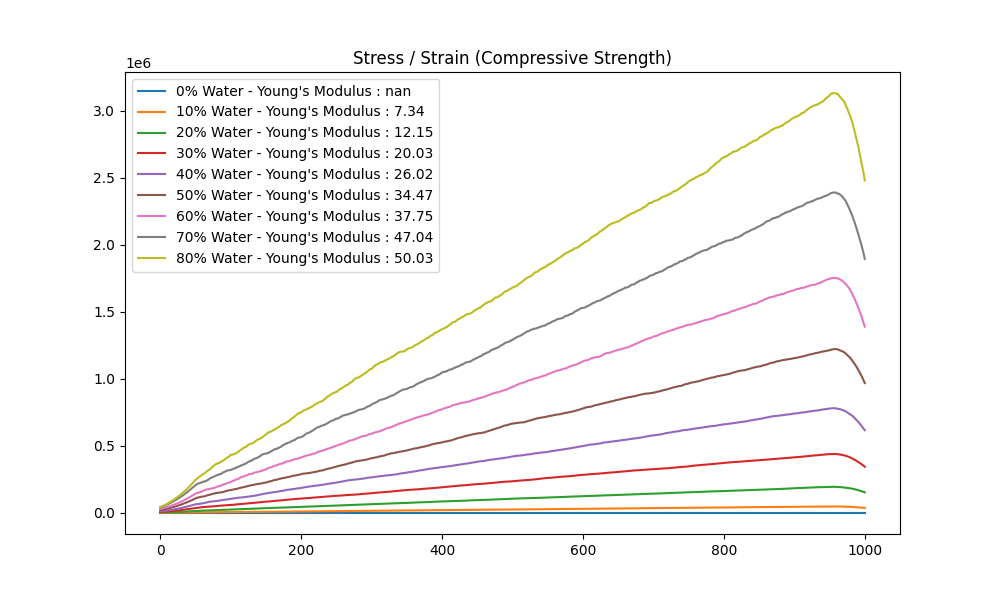 Stress / Strain (Compressive Strength)
1e6
0% Water - Young's Modulus : nan
10% Water - Young's Modulus : 7.34
20% Water - Young's Modulus : 12.15
30% Water - Young's Modulus : 20.03
40% Water - Young's Modulus : 26.02
50% Water - Young's Modulus : 34.47
60% Water - Young's Modulus : 37.75
70% Water - Young's Modulus : 47.04
80% Water - Young's Modulus : 50.03
3.0
2.5
2.0
1.5
1.0
0.5
0.0
0 200 400 600 800 1000